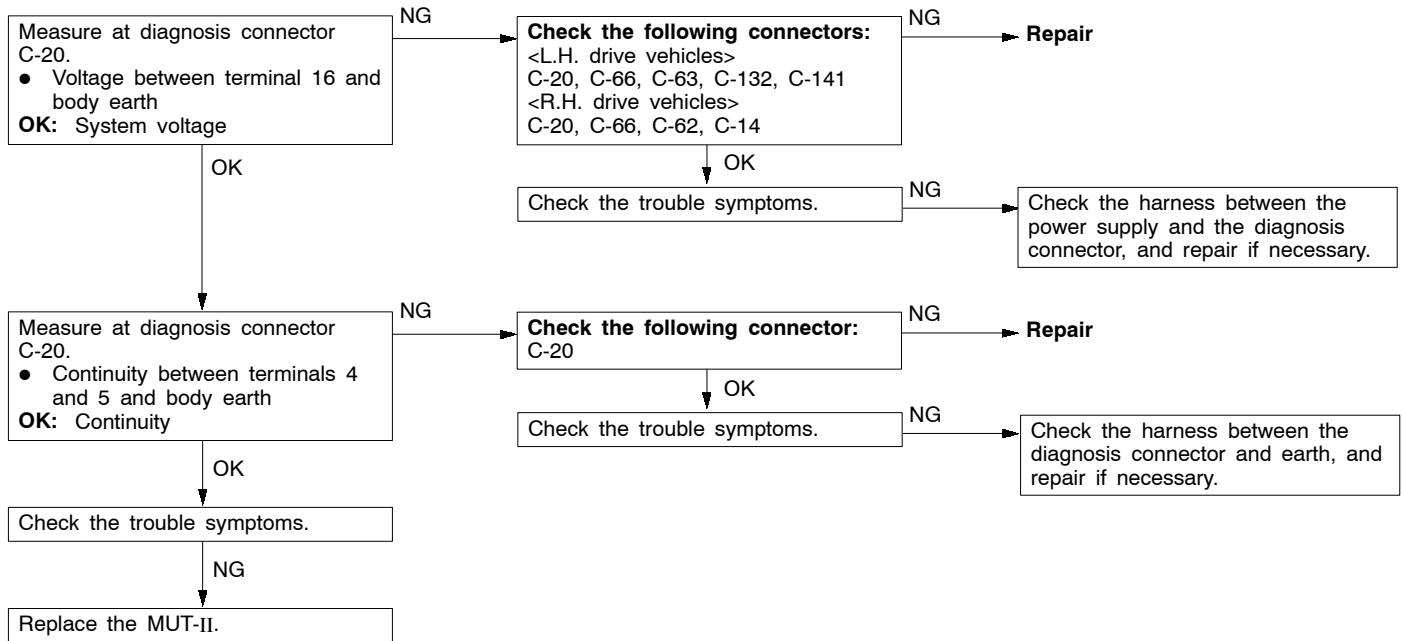 Measure at diagnosis connector
C-20.
● Voltage between terminal 16 and
body earth
OK: System voltage
NG
Check the following connectors:
<L.H. drive vehicles>
C-20, C-66, C-63, C-132, C-141
<R.H. drive vehicles>
C-20, C-66, C-62, C-14
NG
Repair
OK
OK
Check the trouble symptoms.
NG
Check the harness between the
power supply and the diagnosis
connector, and repair if necessary.
Measure at diagnosis connector
C-20.
● Continuity between terminals 4
and 5 and body earth
OK: Continuity
NG
Check the following connector:
C-20
NG
Repair
OK
Check the trouble symptoms.
NG
Check the harness between the
diagnosis connector and earth, and
repair if necessary.
OK
Check the trouble symptoms.
NG
Replace the MUT-II.